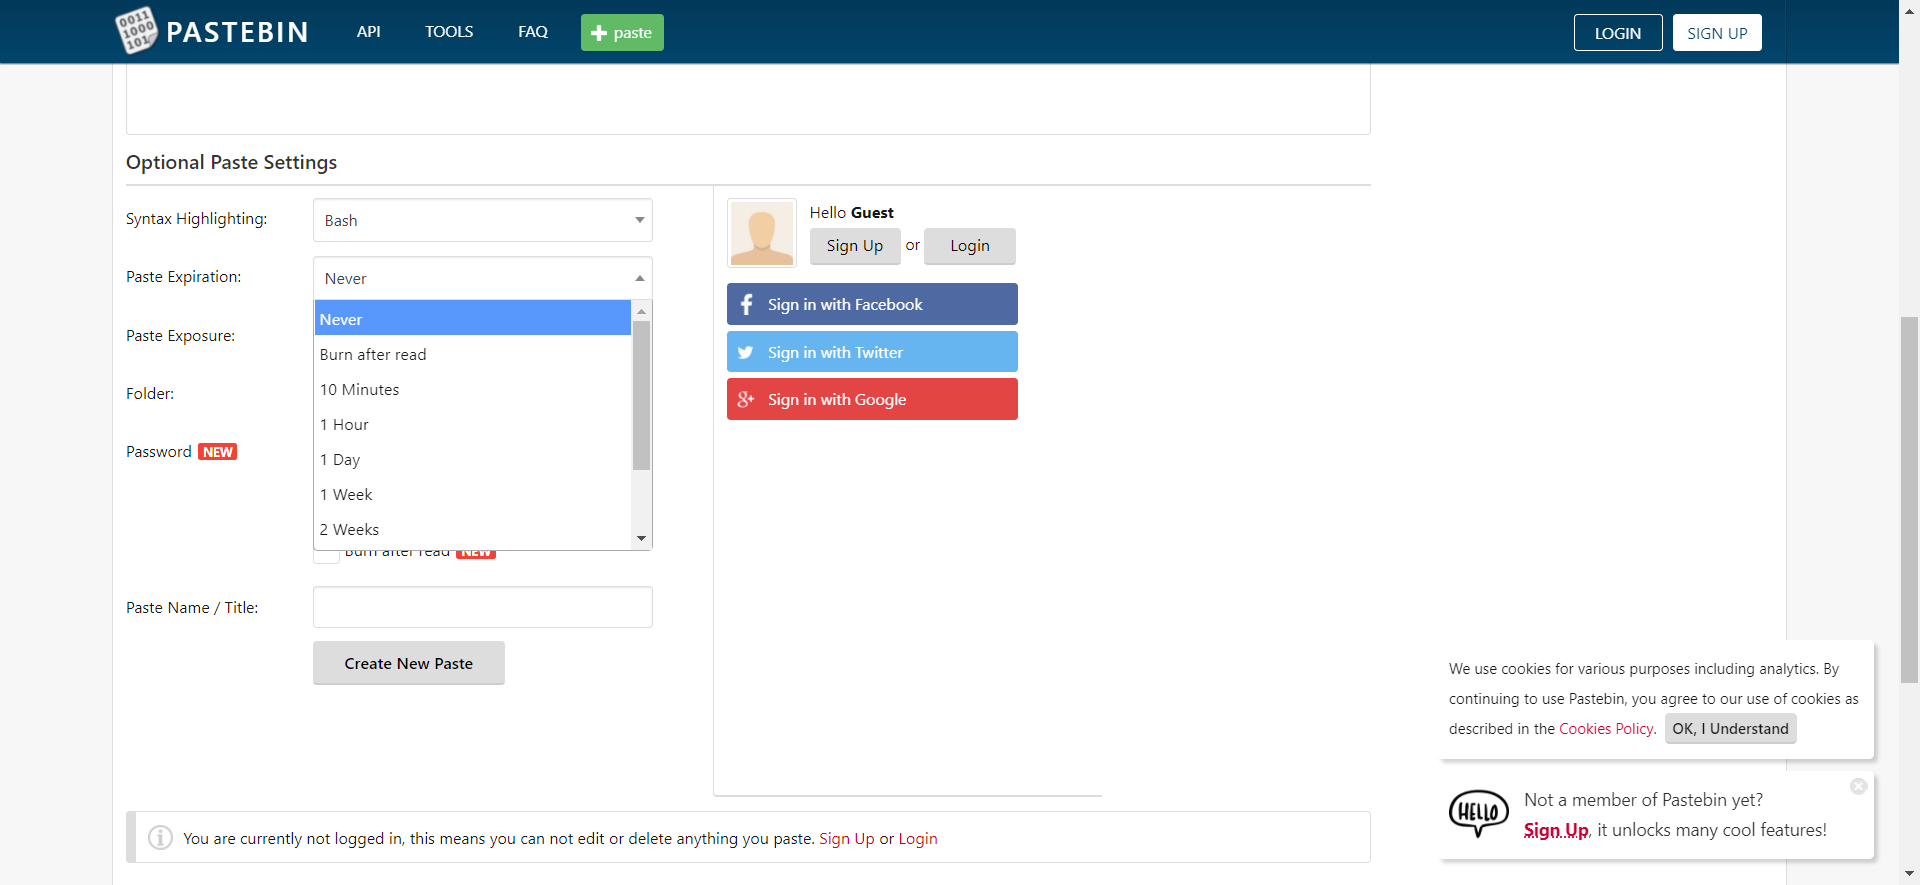 0011
1000
101
PASTEBIN
API
TOOLS
FAQ
paste
LOGIN
SIGN UP
Optional Paste Settings
Syntax Highlighting:
Bash
Paste Expiration:
Never
Never
Burn after read
10 Minutes
1 Hour
1 Day
1 Week
2 Weeks
Paste Exposure:
Folder:
Password NEW
Burn after read NEW
Paste Name / Title:
Create New Paste
Hello Guest
Sign Up or Login
Sign in with Facebook
Sign in with Twitter
Sign in with Google
You are currently not logged in, this means you can not edit or delete anything you paste. Sign Up or Login
We use cookies for various purposes including analytics. By
continuing to use Pastebin, you agree to our use of cookies as
described in the Cookies Policy. OK, I Understand
HELLO
Not a member of Pastebin yet?
Sign Up, it unlocks many cool features!